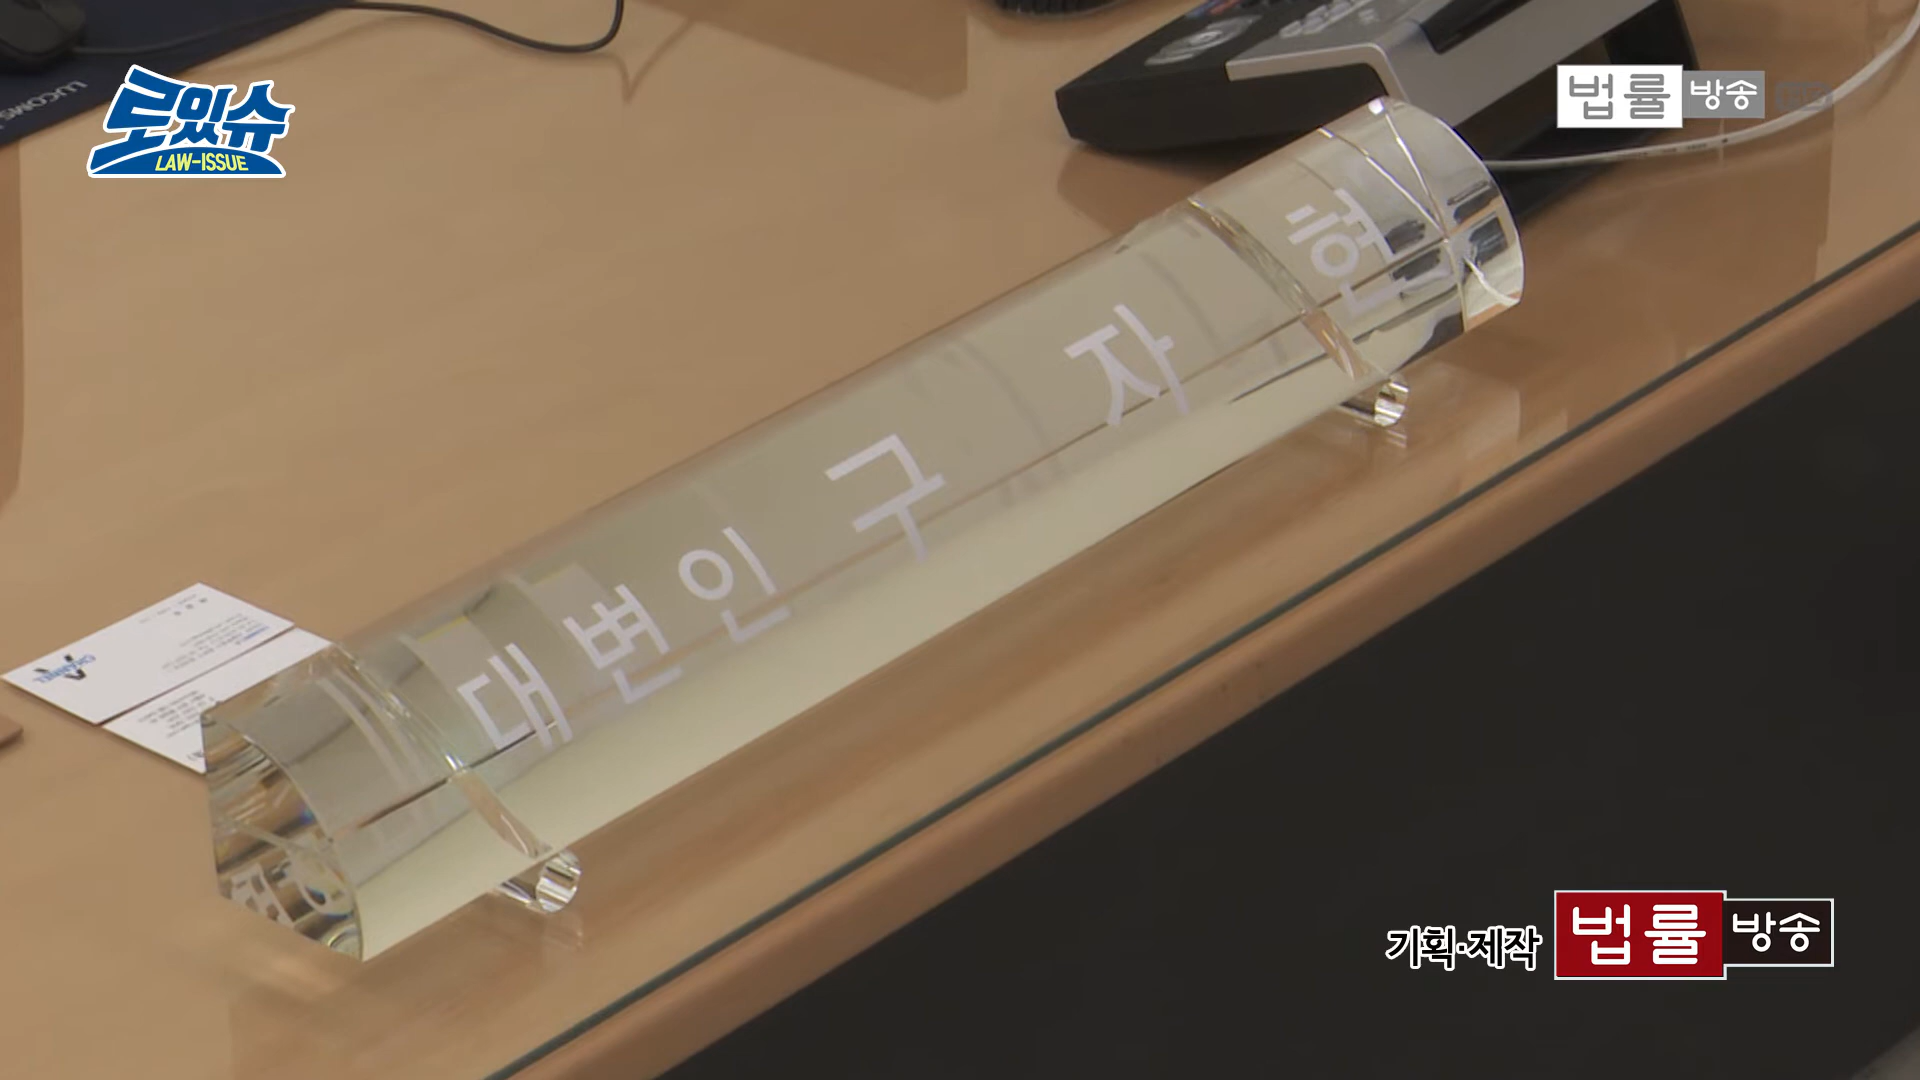 로있슈
LAW-ISSUE
법률방송
대변인 구 자 현
CHANNEL A
기획·제작 법률방송